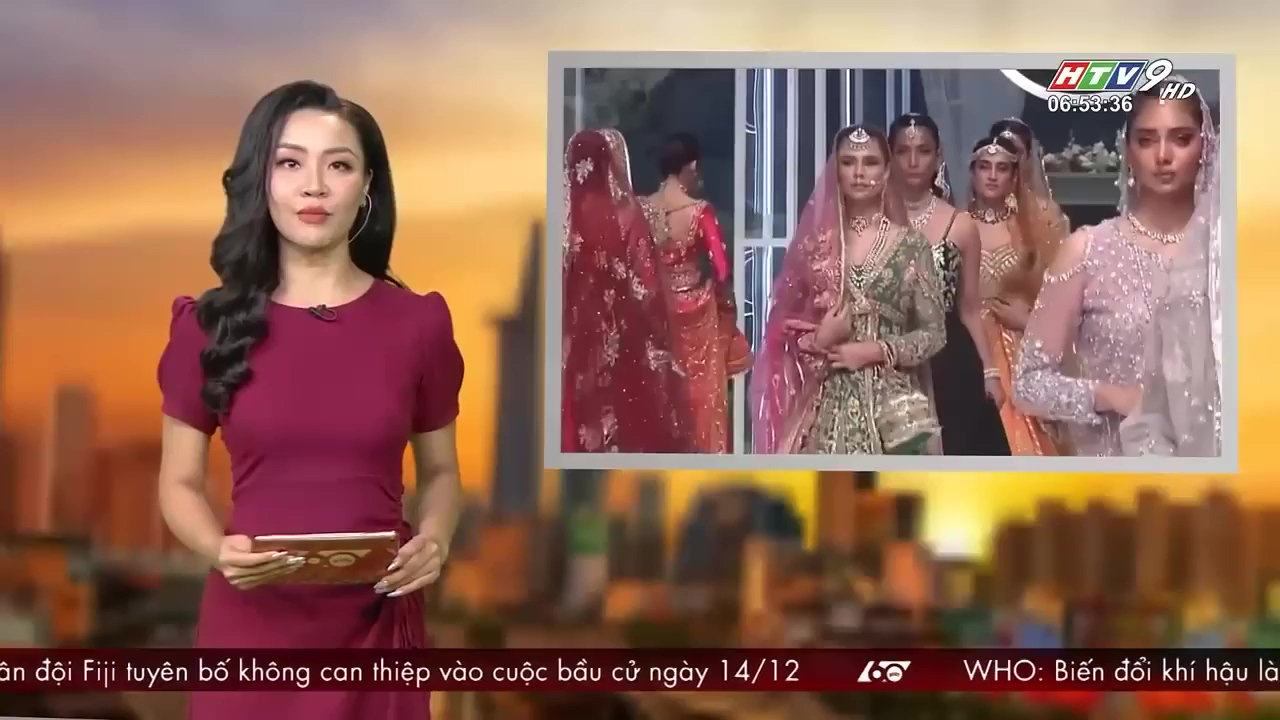 HTV9 HD
06:53:36
ân đội Fiji tuyên bố không can thiệp vào cuộc bầu cử ngày 14/12 60 WHO: Biến đổi khí hậu là